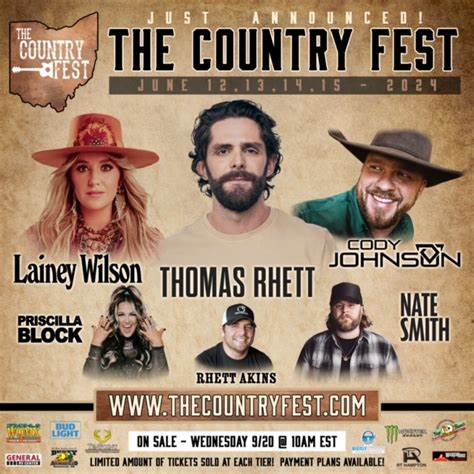 JUST ANNOUNCED!
THE COUNTRY FEST
THE
COUNTRY
FEST
JUNE 12,13,14,15 - 2024
Lainey Wilson
THOMAS RHETT
CODY
JOHNSON
PRISCILLA
BLOCK
RHETT AKINS
NATE
SMITH
WWW.THECOUNTRYFEST.COM
BUD
LIGHT
GENERAL
ON SALE - WEDNESDAY 9/20 @ 10AM EST
MONSTER
LIMITED AMOUNT OF TICKETS SOLD AT EACH TIER! PAYMENT PLANS AVAILABLE!
HAMPTON